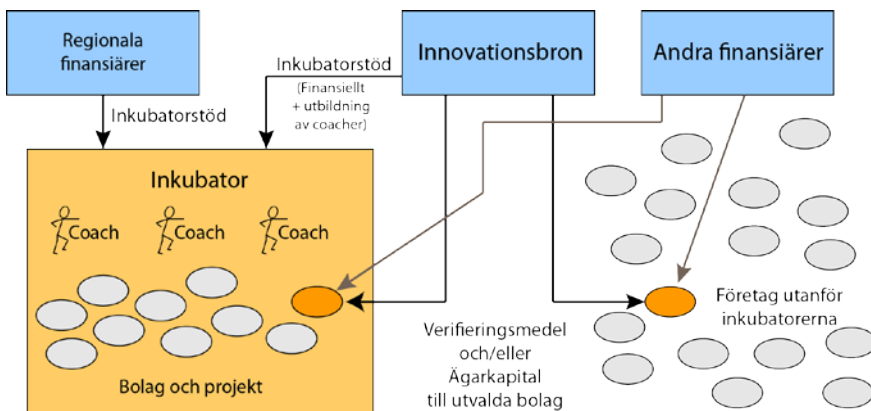 Regionala
finansiärer
Innovationsbron
Andra finansiärer
Inkubatorstöd
(Finansiellt
+ utbildning
av coacher)
Inkubatorstöd
Inkubator
Coach
Coach
Coach
Bolag och projekt
Verifieringsmedel
och/eller
Ägarkapital
till utvalda bolag
Företag utanför
inkubatorerna